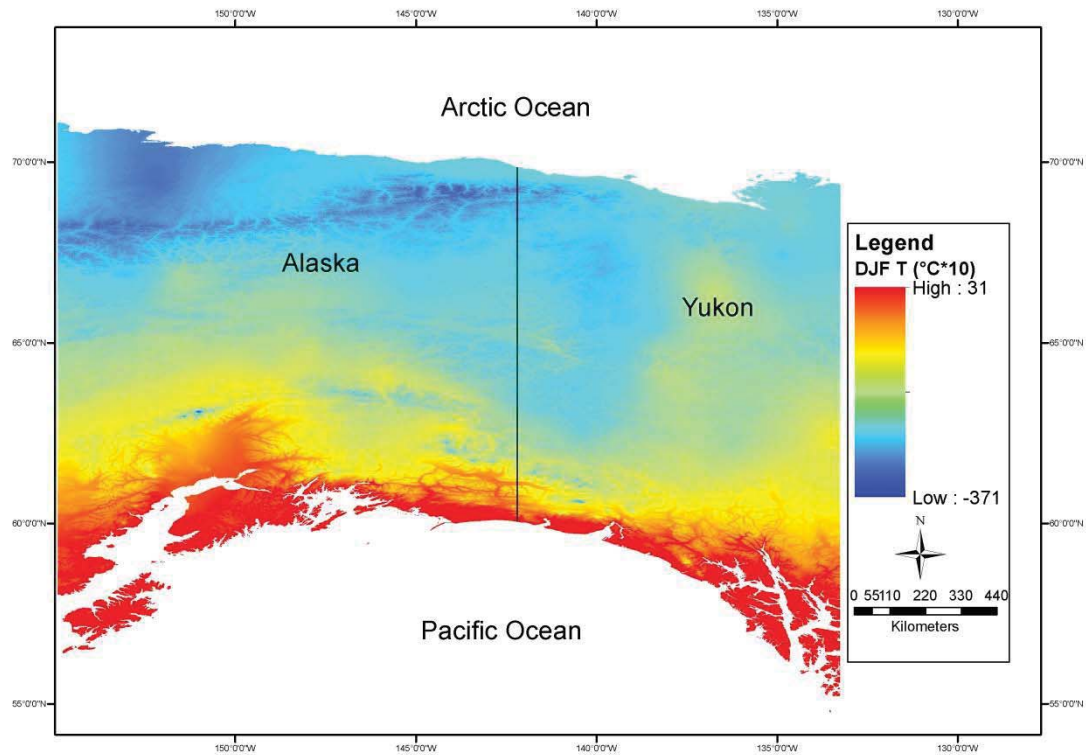 150°0'0"W 145°0'0"W 140°0'0"W 135°0'0"W 130°0'0"W
Arctic Ocean
70°0'0"N 70°0'0"N
Legend
DJF T (°C*10)
High : 31
Low : -371
Alaska
Yukon
65°0'0"N 65°0'0"N
60°0'0"N 60°0'0"N
N
0 55110 220 330 440
Kilometers
Pacific Ocean
55°0'0"N 55°0'0"N
150°0'0"W 145°0'0"W 140°0'0"W 135°0'0"W 130°0'0"W